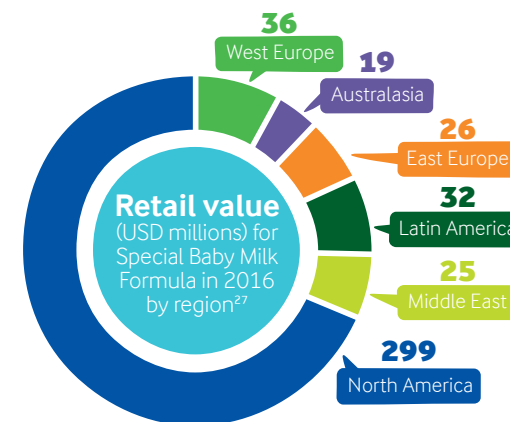 36
West Europe
19
Australasia
26
East Europe
32
Latin America
25
Middle East
299
North America
Retail value
(USD millions) for
Special Baby Milk
Formula in 2016
by region²⁷